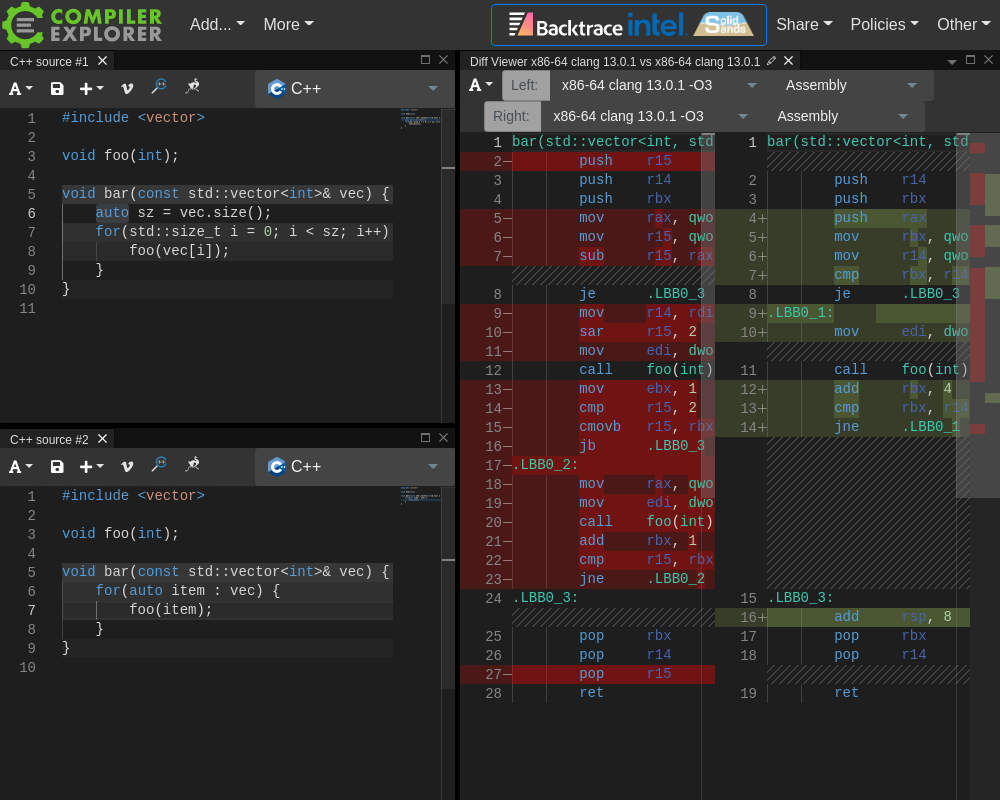 COMPILER
EXPLORER
Add...
More
Backtrace intel. Solid Sands
Share
Policies
Other
C++ source #1
A
C++
1 #include <vector>
2
3 void foo(int);
4
5 void bar(const std::vector<int>& vec) {
6 auto sz = vec.size();
7 for(std::size_t i = 0; i < sz; i++)
8 foo(vec[i]);
9 }
10 }
11
C++ source #2
A
C++
1 #include <vector>
2
3 void foo(int);
4
5 void bar(const std::vector<int>& vec) {
6 for(auto item : vec) {
7 foo(item);
8 }
9 }
10
Diff Viewer x86-64 clang 13.0.1 vs x86-64 clang 13.0.1
A
Left: x86-64 clang 13.0.1 -O3 Assembly
Right: x86-64 clang 13.0.1 -O3 Assembly
1 bar(std::vector<int, std
2- push r15
3 push r14
4 push rbx
5- mov rax, qwo
6- mov r15, qwo
7- sub r15, rax
8 je .LBB0_3
9- mov r14, rdi
10- sar r15, 2
11- mov edi, dwo
12 call foo(int)
13- mov ebx, 1
14- cmp r15, 2
15- cmovb r15, rbx
16- jb .LBB0_3
17- .LBB0_2:
18- mov rax, qwo
19- mov edi, dwo
20- call foo(int)
21- add rbx, 1
22- cmp r15, rbx
23- jne .LBB0_2
24 .LBB0_3:
25 pop rbx
26 pop r14
27- pop r15
28 ret
1 bar(std::vector<int, std
2 push r14
3 push rbx
4+ push rax
5+ mov rbx, qwo
6+ mov r14, qwo
7+ cmp rbx, r14
8 je .LBB0_3
9+ .LBB0_1:
10+ mov edi, dwo
11 call foo(int)
12+ add rbx, 4
13+ cmp rbx, r14
14+ jne .LBB0_1
15 .LBB0_3:
16+ add rsp, 8
17 pop rbx
18 pop r14
19 ret